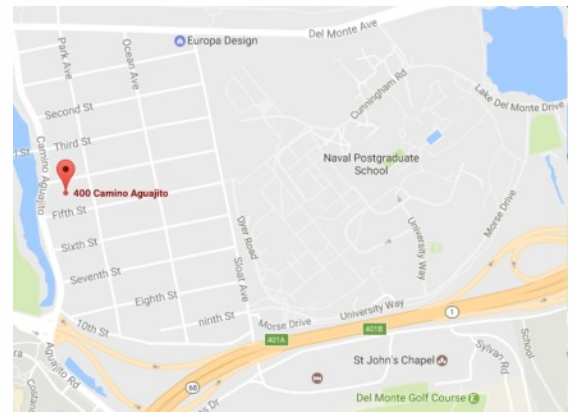 Del Monte Ave
Park Ave
Ocean Ave
Europa Design
Cunningham Rd
Lake Del Monte Drive
Second St
Third St
Camino Aguajito
d St
Naval Postgraduate
School
400 Camino Aguajito
Fifth St
Sixth St
Dyer Road
University Way
Morse Drive
Seventh St
Sloat Ave
Eighth St
ninth St
10th St
Morse Drive
University Way
1
401A
401B
Aguajito Rd
St John's Chapel
Sylvan Rd
School
68
Del Monte Golf Course